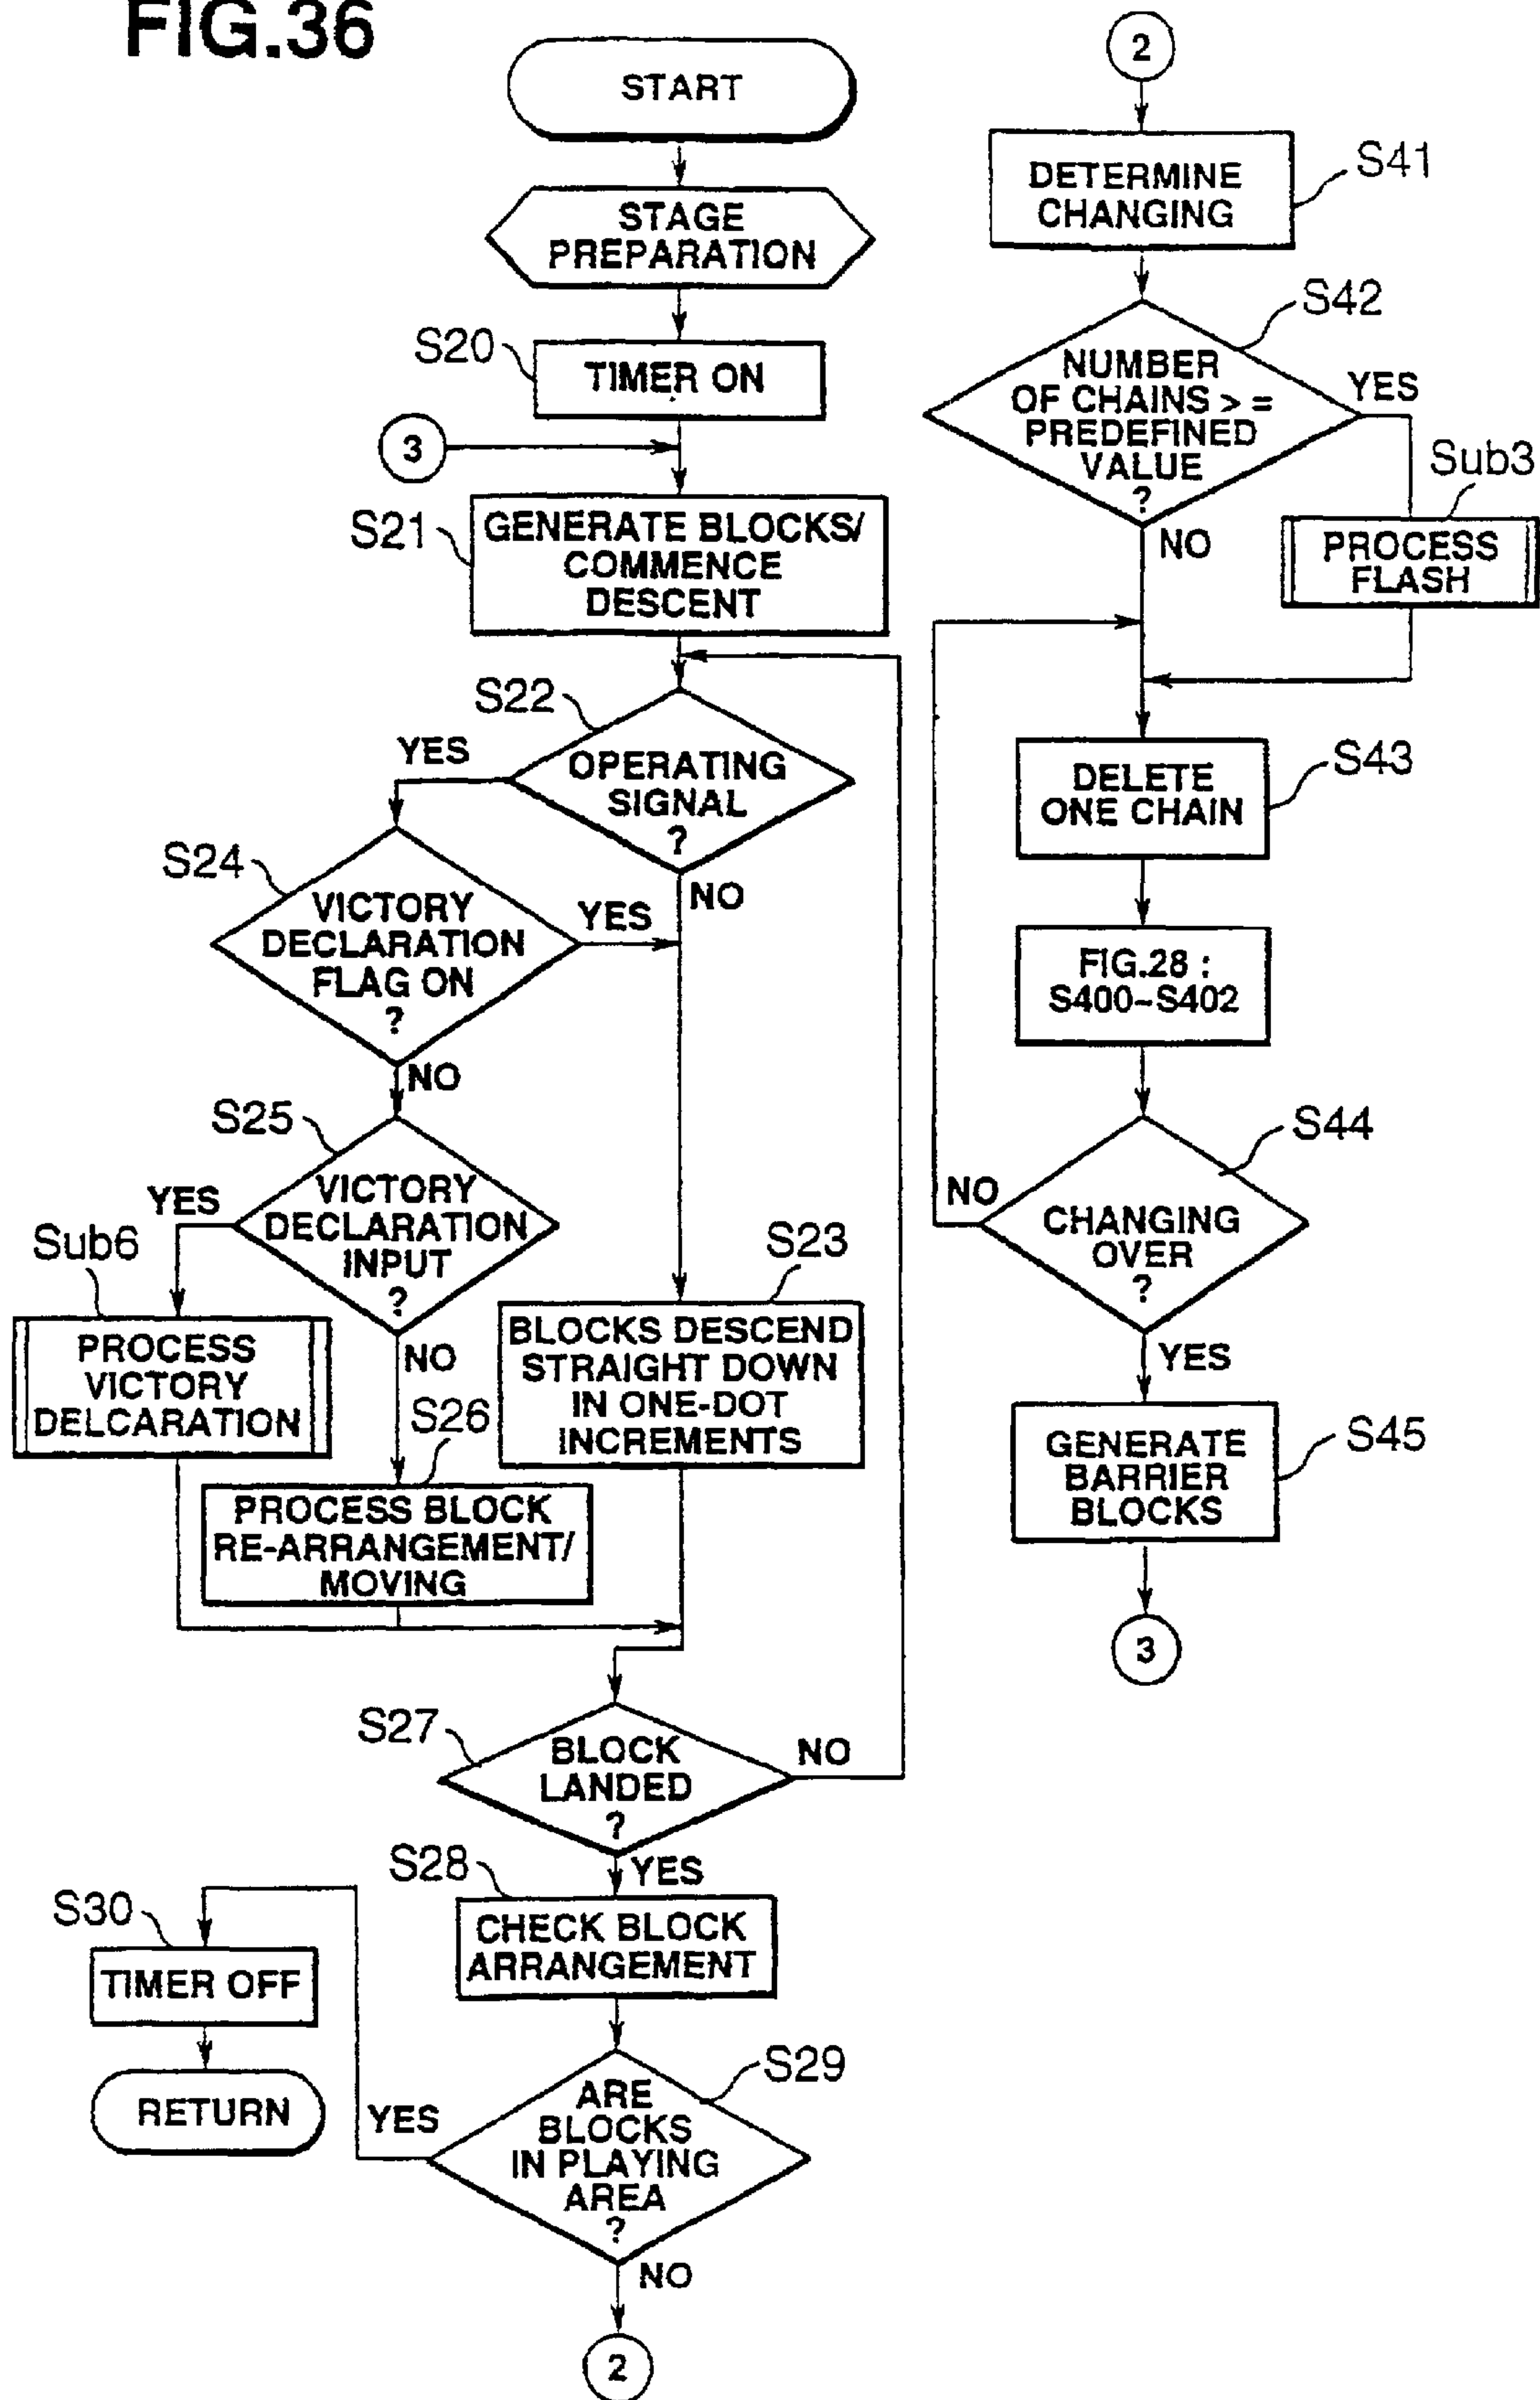 FIG.36
START
STAGE
PREPARATION
S20
TIMER ON
3
S21
GENERATE BLOCKS/
COMMENCE
DESCENT
S22
YES
OPERATING
SIGNAL
?
NO
S24
VICTORY
DECLARATION
FLAG ON
?
YES
NO
S25
YES
VICTORY
DECLARATION
INPUT
?
NO
Sub6
PROCESS
VICTORY
DELCARATION
S23
BLOCKS DESCEND
STRAIGHT DOWN
IN ONE-DOT
INCREMENTS
S26
PROCESS BLOCK
RE-ARRANGEMENT/
MOVING
S27
BLOCK
LANDED
?
NO
YES
S28
CHECK BLOCK
ARRANGEMENT
S30
TIMER OFF
RETURN
S29
YES
ARE
BLOCKS
IN PLAYING
AREA
?
NO
2
2
S41
DETERMINE
CHANGING
S42
NUMBER
OF CHAINS > =
PREDEFINED
VALUE
?
YES
NO
Sub3
PROCESS
FLASH
S43
DELETE
ONE CHAIN
FIG.28 :
S400~S402
S44
NO
CHANGING
OVER
?
YES
S45
GENERATE
BARRIER
BLOCKS
3